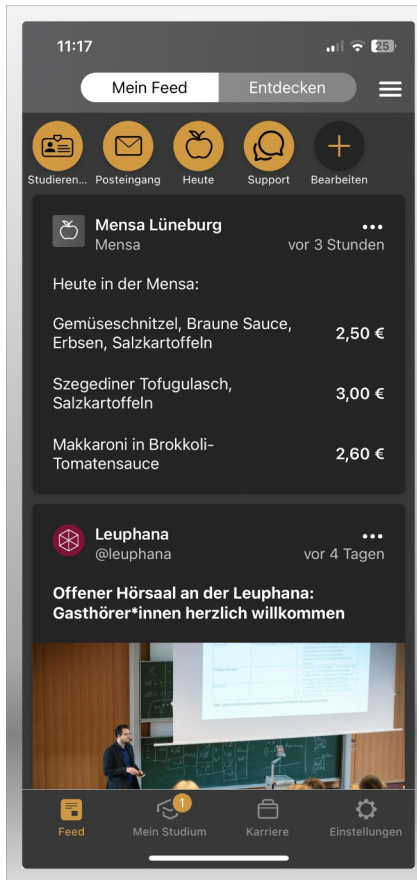 11:17
25
Mein Feed Entdecken
Studieren... Posteingang Heute Support Bearbeiten
Mensa Lüneburg
Mensa vor 3 Stunden
Heute in der Mensa:
Gemüseschnitzel, Braune Sauce,
Erbsen, Salzkartoffeln 2,50 €
Szegediner Tofugulasch,
Salzkartoffeln 3,00 €
Makkaroni in Brokkoli-
Tomatensauce 2,60 €
Leuphana
@leuphana vor 4 Tagen
Offener Hörsaal an der Leuphana:
Gasthörer*innen herzlich willkommen
1
Feed Mein Studium Karriere Einstellungen